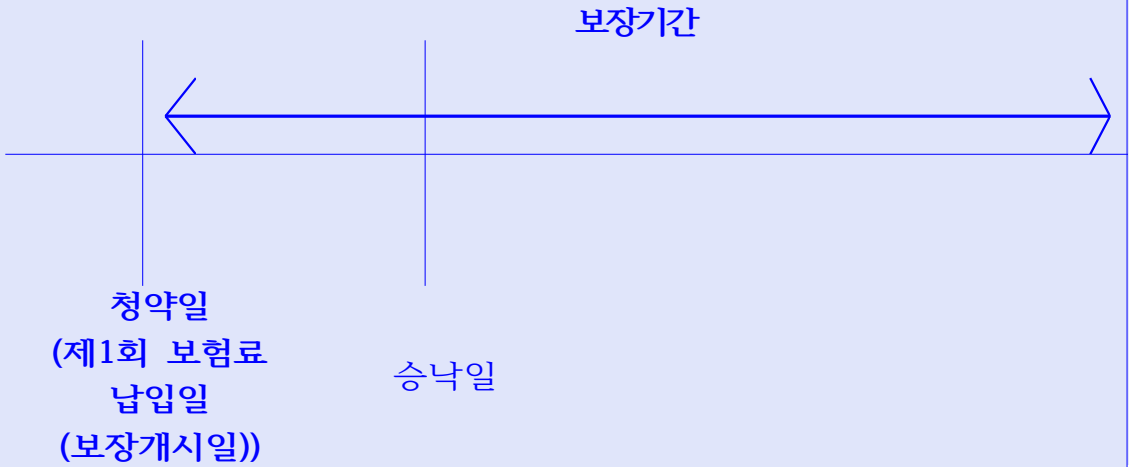 보장기간
청약일
(제1회 보험료
납입일
(보장개시일))
승낙일